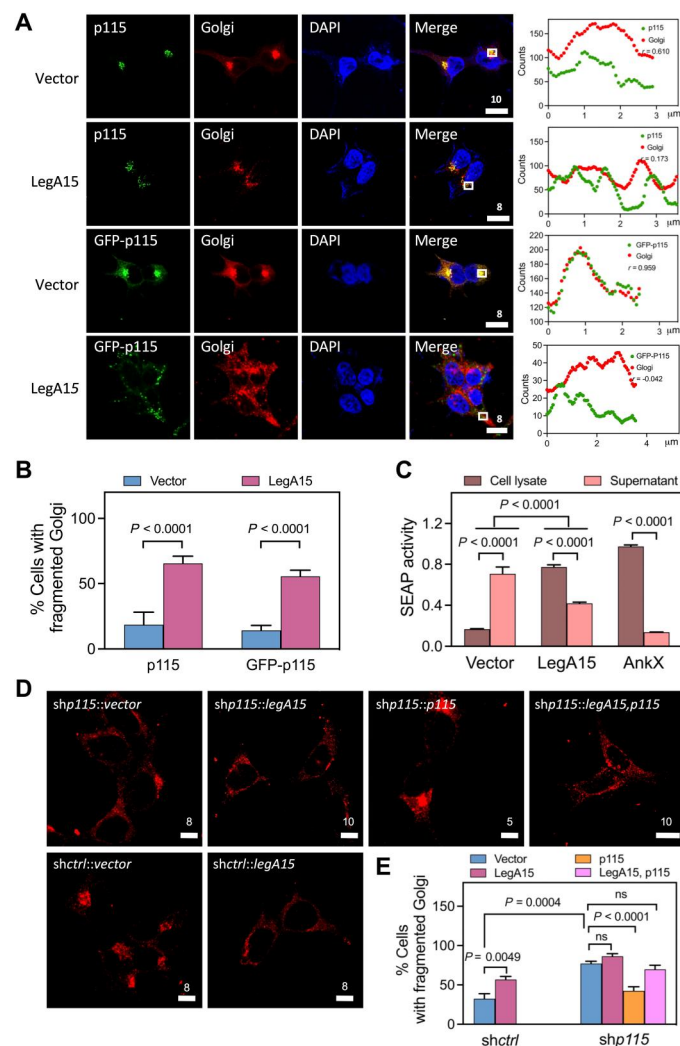 A
p115 Golgi DAPI Merge
Vector
10
150
100
50
0
Counts
p115
Golgi
r = 0.610
0 1 2 3 4 μm
p115 Golgi DAPI Merge
LegA15
8
200
150
100
50
0
Counts
p115
Golgi
r = 0.173
0 1 2 3 μm
GFP-p115 Golgi DAPI Merge
Vector
8
220
200
180
160
140
120
100
Counts
GFP-p115
Golgi
r = 0.959
0 1 2 3 μm
GFP-p115 Golgi DAPI Merge
LegA15
8
50
40
30
20
10
0
Counts
GFP-P115
Glogi
r = -0.042
0 2 4 μm
B
Vector LegA15
% Cells with
fragmented Golgi
100
50
0
P < 0.0001 P < 0.0001
p115 GFP-p115
C
Cell lysate Supernatant
SEAP activity
1.2
0.8
0.4
0.0
P < 0.0001
P < 0.0001 P < 0.0001 P < 0.0001
Vector LegA15 AnkX
D
shp115::vector shp115::legA15 shp115::p115 shp115::legA15,p115
8 10 5 10
shctrl::vector shctrl::legA15
8 8
E
Vector p115
LegA15 LegA15, p115
% Cells
with fragmented Golgi
150
100
50
0
ns
P = 0.0004 P < 0.0001
P = 0.0049 ns
shctrl shp115